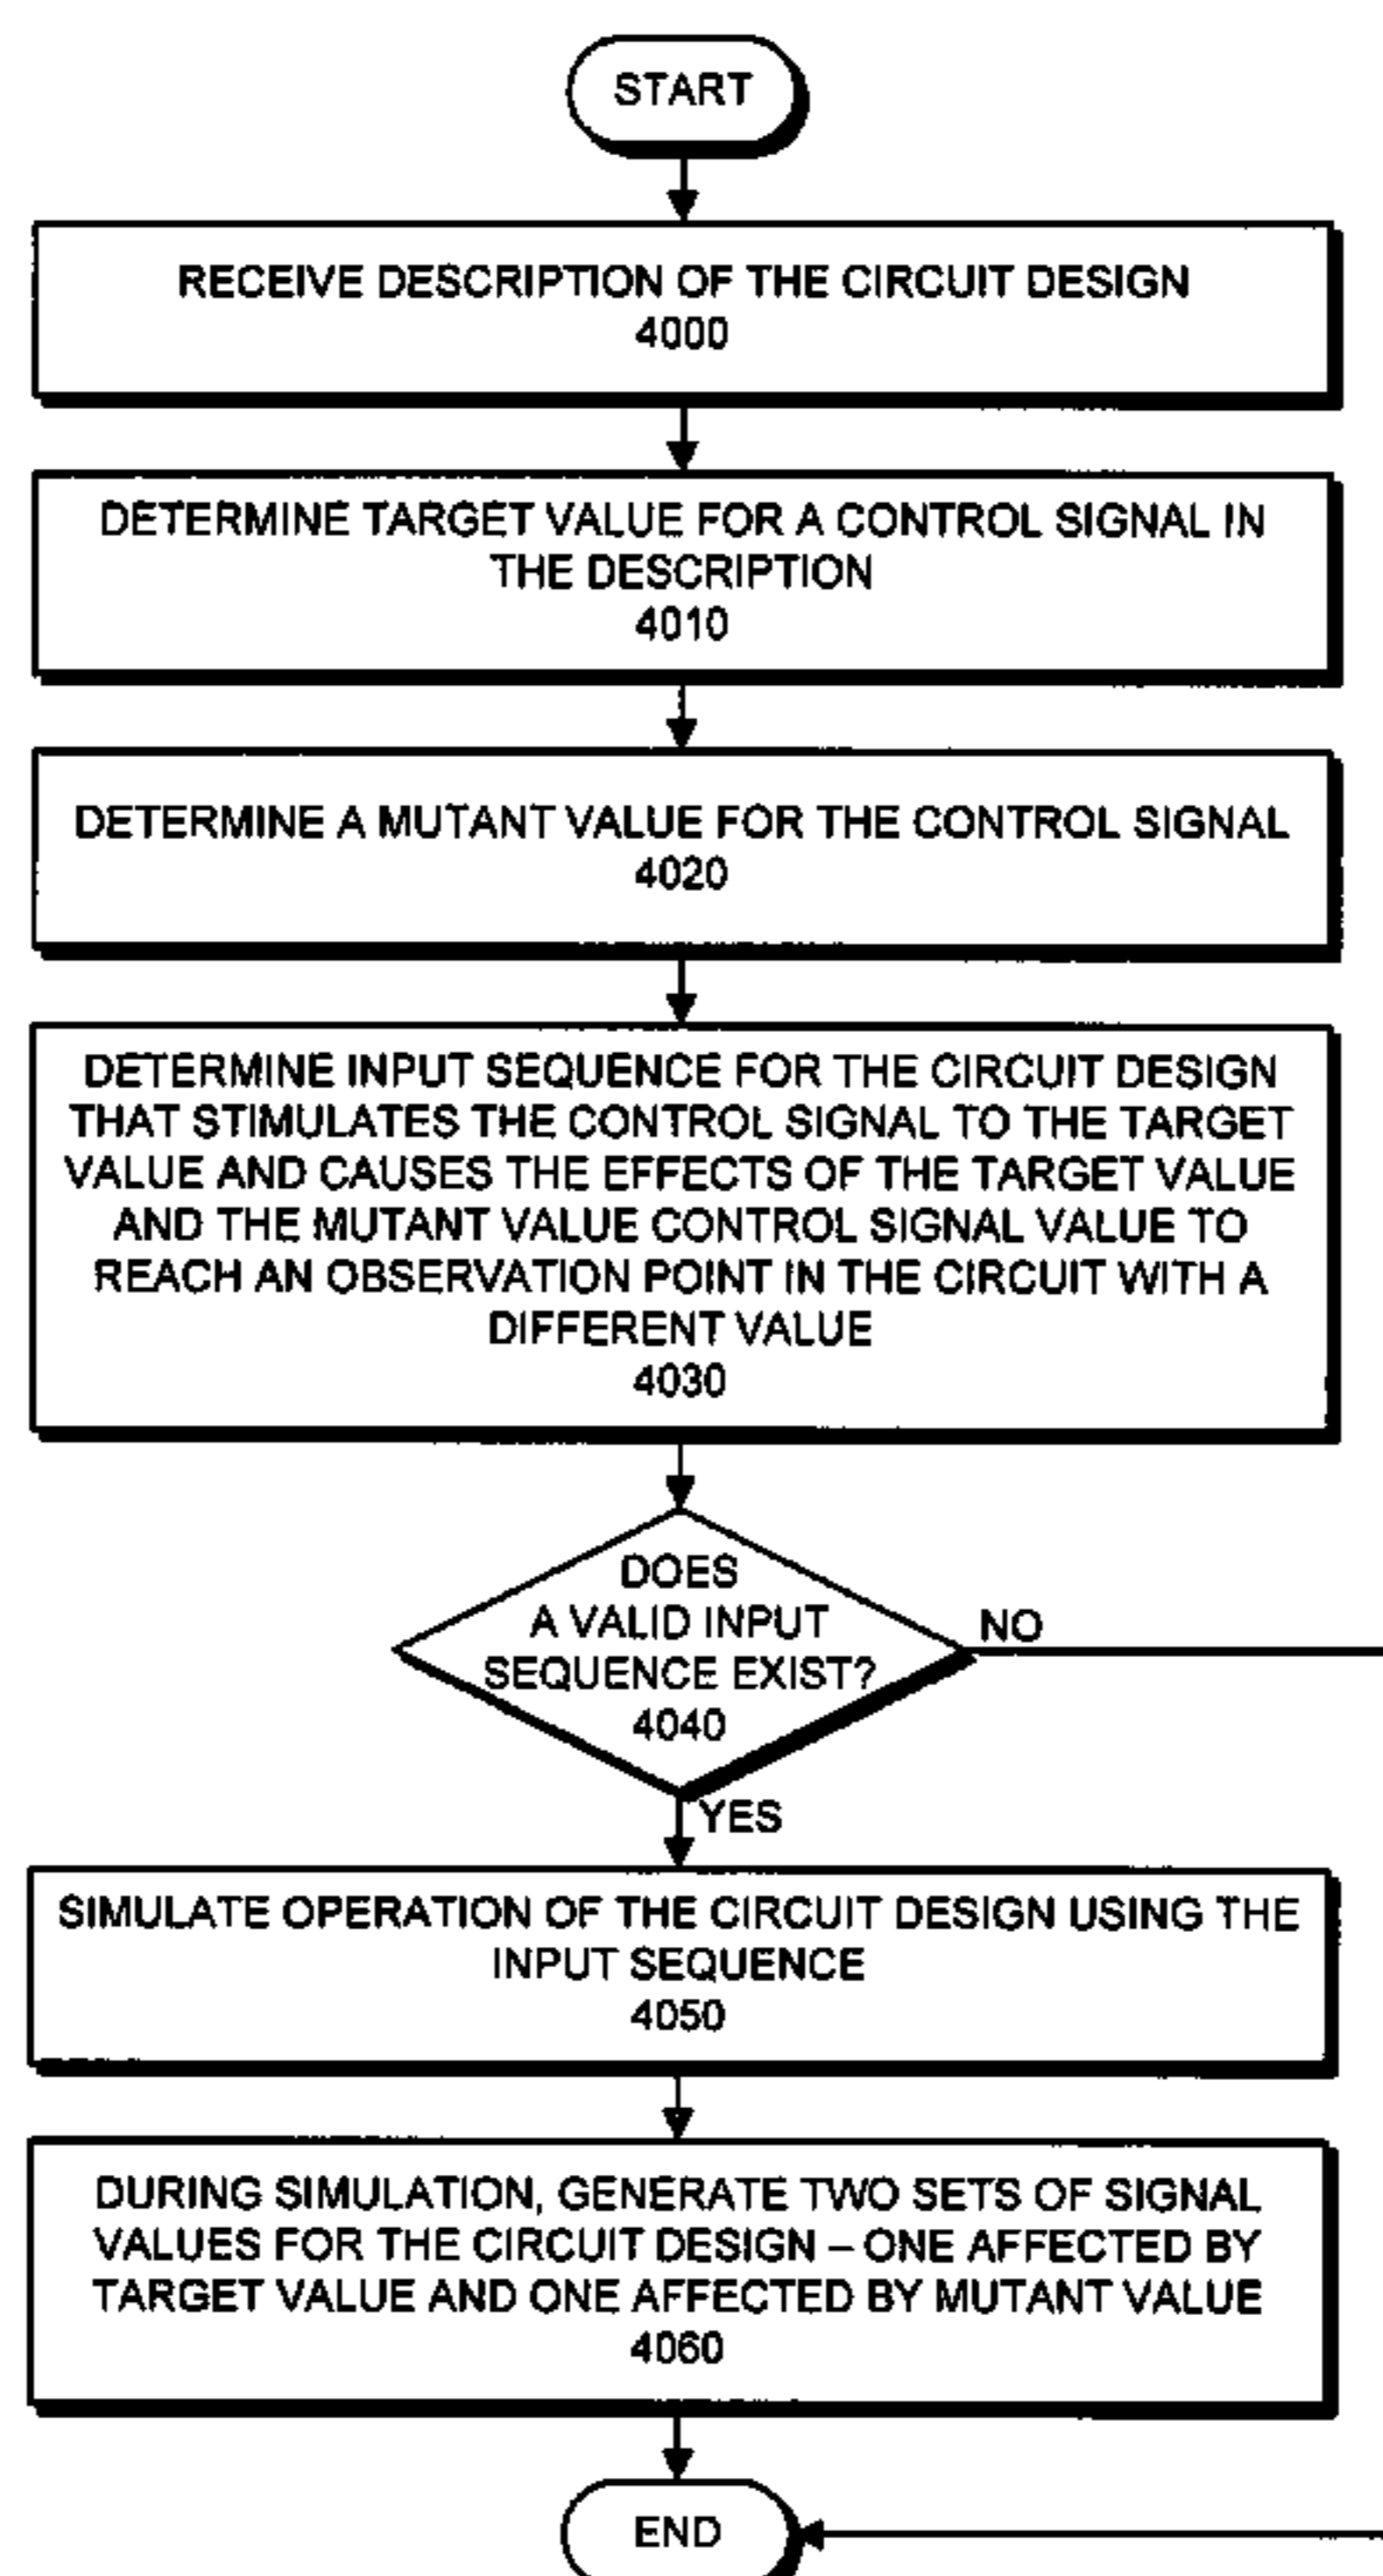 START
RECEIVE DESCRIPTION OF THE CIRCUIT DESIGN
4000
DETERMINE TARGET VALUE FOR A CONTROL SIGNAL IN
THE DESCRIPTION
4010
DETERMINE A MUTANT VALUE FOR THE CONTROL SIGNAL
4020
DETERMINE INPUT SEQUENCE FOR THE CIRCUIT DESIGN
THAT STIMULATES THE CONTROL SIGNAL TO THE TARGET
VALUE AND CAUSES THE EFFECTS OF THE TARGET VALUE
AND THE MUTANT VALUE CONTROL SIGNAL VALUE TO
REACH AN OBSERVATION POINT IN THE CIRCUIT WITH A
DIFFERENT VALUE
4030
DOES
A VALID INPUT
SEQUENCE EXIST?
4040
NO
YES
SIMULATE OPERATION OF THE CIRCUIT DESIGN USING THE
INPUT SEQUENCE
4050
DURING SIMULATION, GENERATE TWO SETS OF SIGNAL
VALUES FOR THE CIRCUIT DESIGN – ONE AFFECTED BY
TARGET VALUE AND ONE AFFECTED BY MUTANT VALUE
4060
END